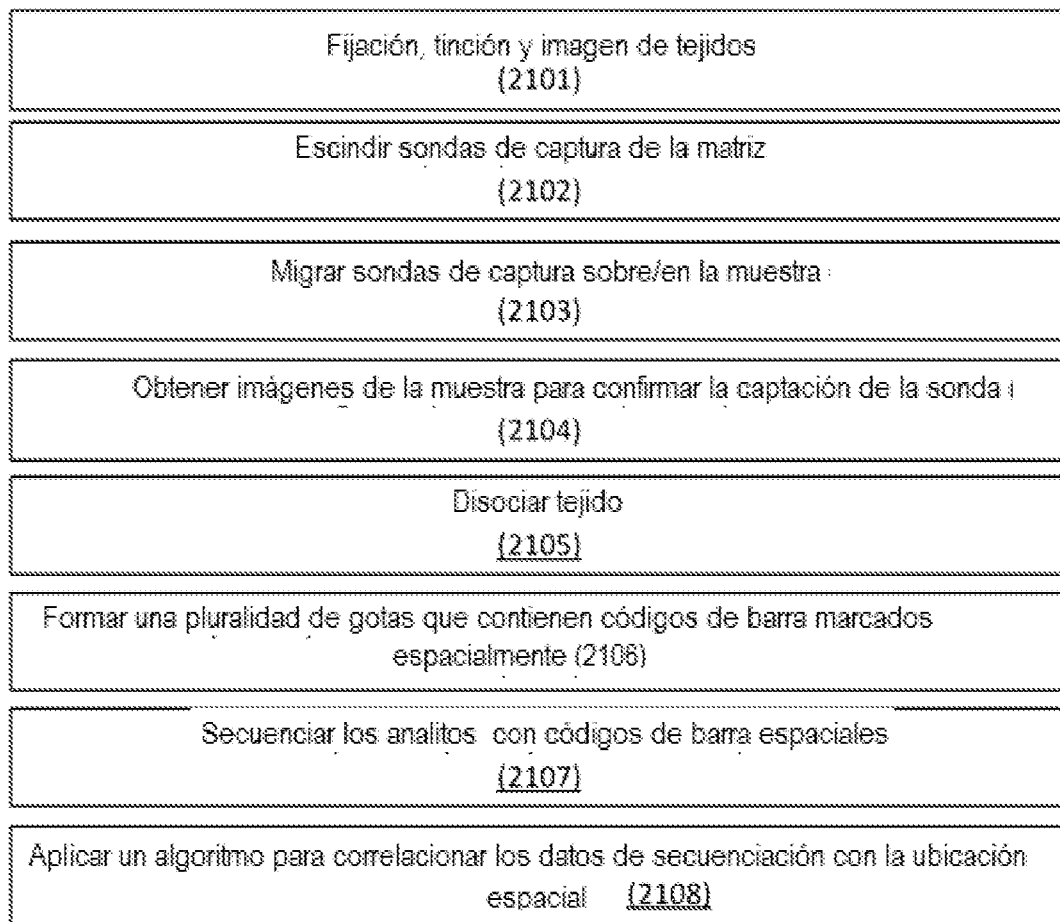 Fijación, tinción y imagen de tejidos
(2101)
Escindir sondas de captura de la matriz
(2102)
Migrar sondas de captura sobre/en la muestra
(2103)
Obtener imágenes de la muestra para confirmar la captación de la sonda
(2104)
Disociar tejido
(2105)
Formar una pluralidad de gotas que contienen códigos de barra marcados
espacialmente (2106)
Secuenciar los analitos con códigos de barra espaciales
(2107)
Aplicar un algoritmo para correlacionar los datos de secuenciación con la ubicación
espacial (2108)